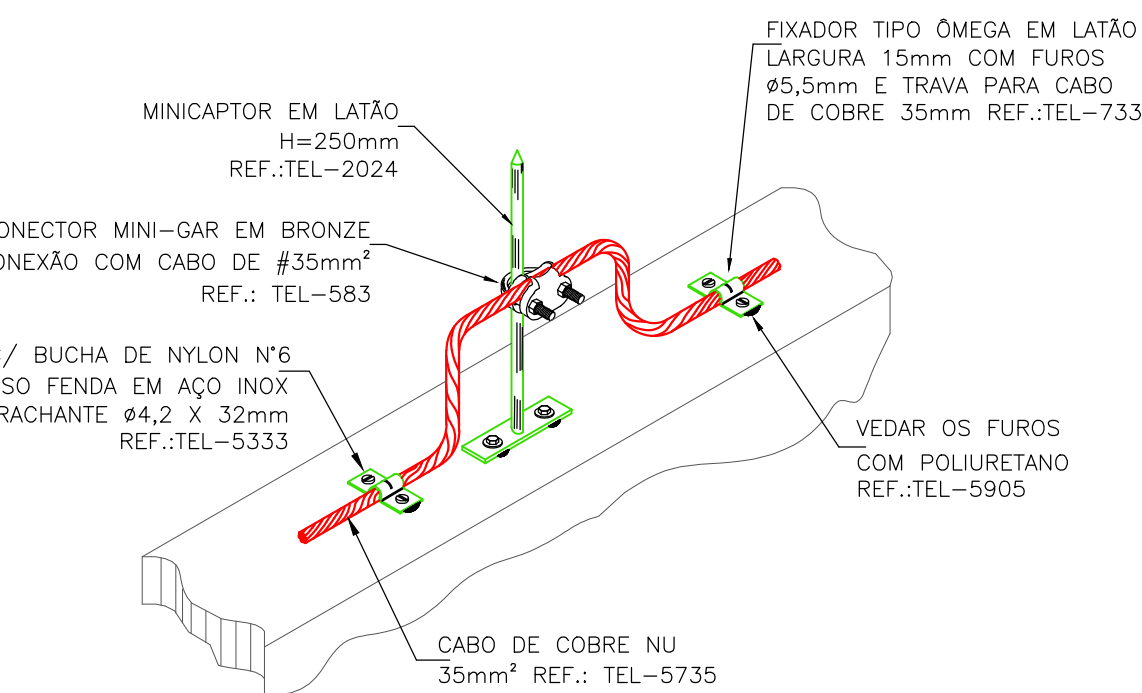 FIXADOR TIPO ÔMEGA EM LATÃO
LARGURA 15mm COM FUROS
ø5,5mm E TRAVA PARA CABO
DE COBRE 35mm REF.:TEL-733
MINICAPTOR EM LATÃO
H=250mm
REF.:TEL-2024
ONECTOR MINI-GAR EM BRONZE
ONEXÃO COM CABO DE #35mm²
REF.: TEL-583
C/ BUCHA DE NYLON N°6
SO FENDA EM AÇO INOX
RACHANTE ø4,2 X 32mm
REF.:TEL-5333
VEDAR OS FUROS
COM POLIURETANO
REF.:TEL-5905
CABO DE COBRE NU
35mm² REF.: TEL-5735